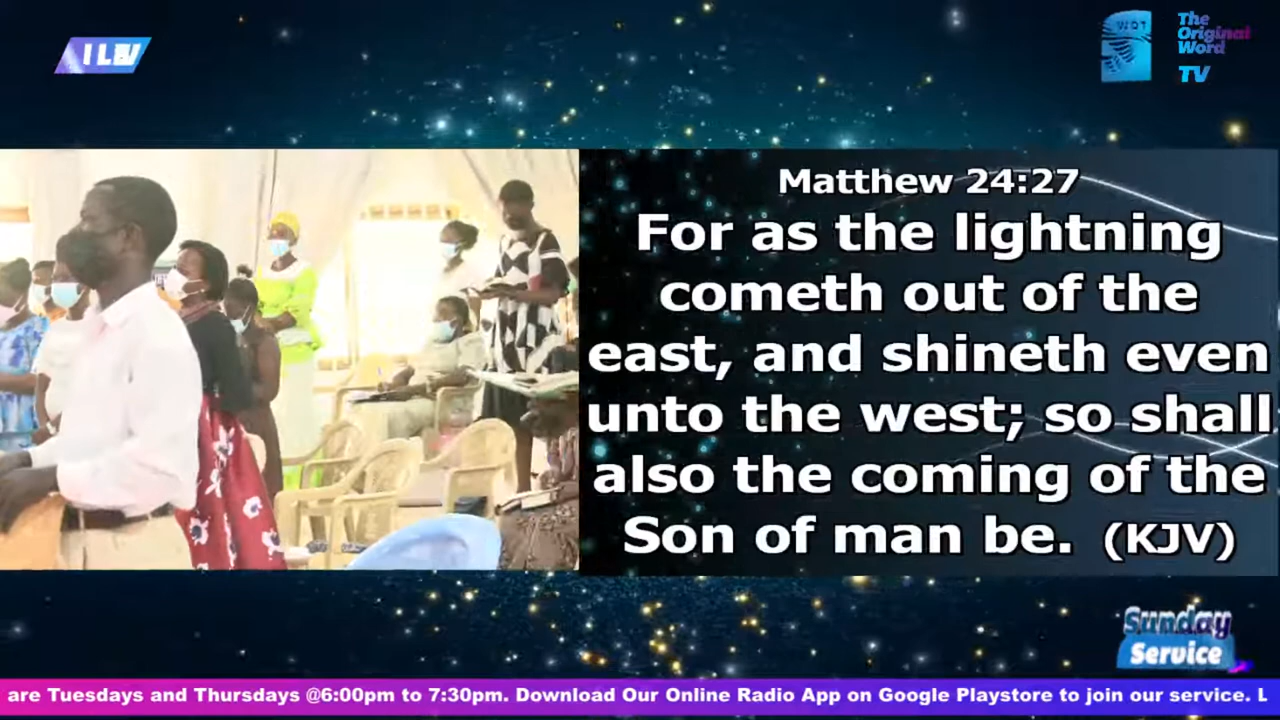 The
Original
Word
TV
Matthew 24:27
For as the lightning
cometh out of the
east, and shineth even
unto the west; so shall
also the coming of the
Son of man be. (KJV)
Sunday
Service
are Tuesdays and Thursdays @6:00pm to 7:30pm. Download Our Online Radio App on Google Playstore to join our service. L